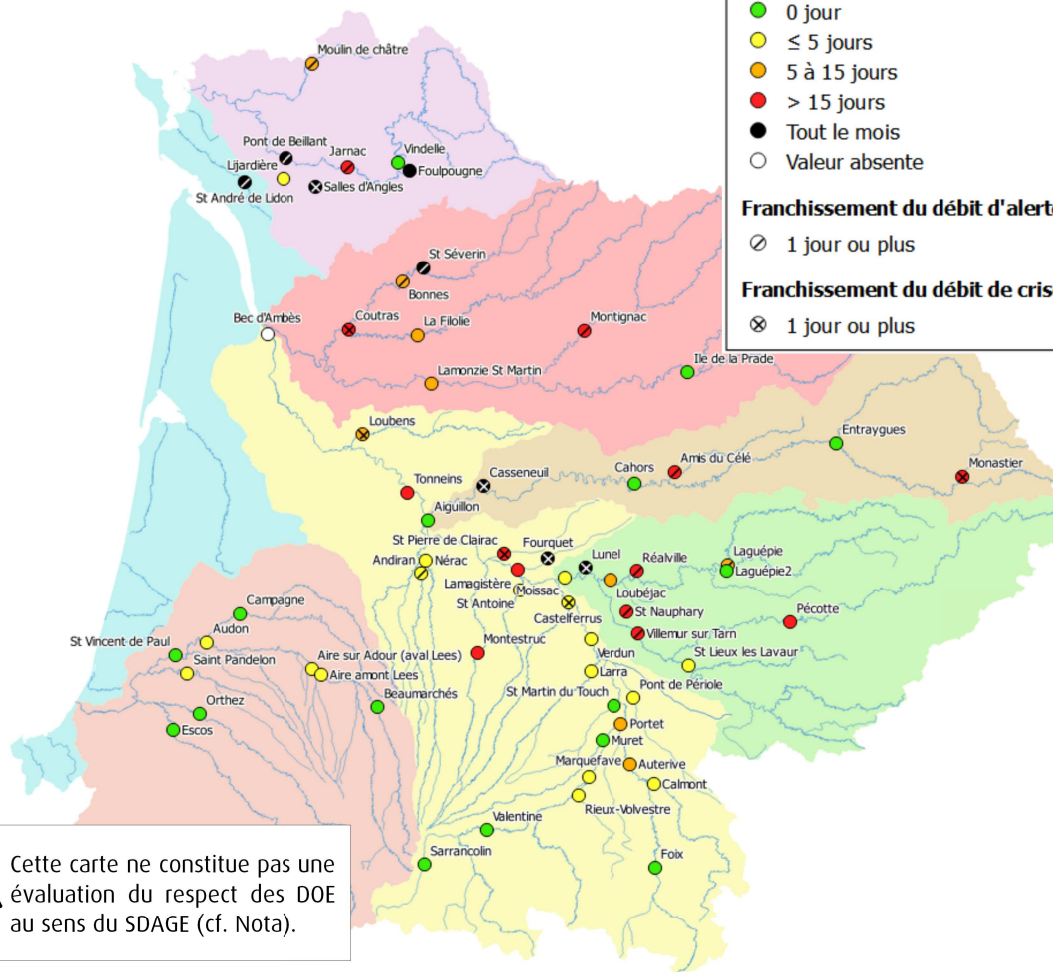 0 jour
≤ 5 jours
5 à 15 jours
> 15 jours
Tout le mois
Valeur absente
Franchissement du débit d'alerte
1 jour ou plus
Franchissement du débit de crise
1 jour ou plus
Moulin de châtre
Pont de Beillant
Jarnac
Vindelle
Lijardière
Foulpougne
Salles d'Angles
St André de Lidon
St Séverin
Bonnes
Bec d'Ambès
Coutras
La Filolie
Montignac
Ile de la Prade
Lamonzie St Martin
Loubens
Entraygues
Tonneins
Casseneuil
Cahors
Amis du Célé
Monastier
Aiguillon
St Pierre de Clairac
Fourquet
Lunel
Réalville
Laguépie
Andiran
Nérac
Laguépie2
Lamagistère
Moissac
Loubéjac
St Antoine
Campagne
Castelferrus
St Nauphary
Pécotte
Audon
Villemur sur Tarn
St Vincent de Paul
Montestruc
Verdun
St Lieux les Lavaur
Saint Pandelon
Aire sur Adour (aval Lees)
Aire amont Lees
Larra
Pont de Périole
Beaumarchés
St Martin du Touch
Orthez
Portet
Escos
Muret
Marquefave
Auterive
Calmont
Rieux-Volvestre
Valentine
Sarrancolin
Foix
Cette carte ne constitue pas une
évaluation du respect des DOE
au sens du SDAGE (cf. Nota).